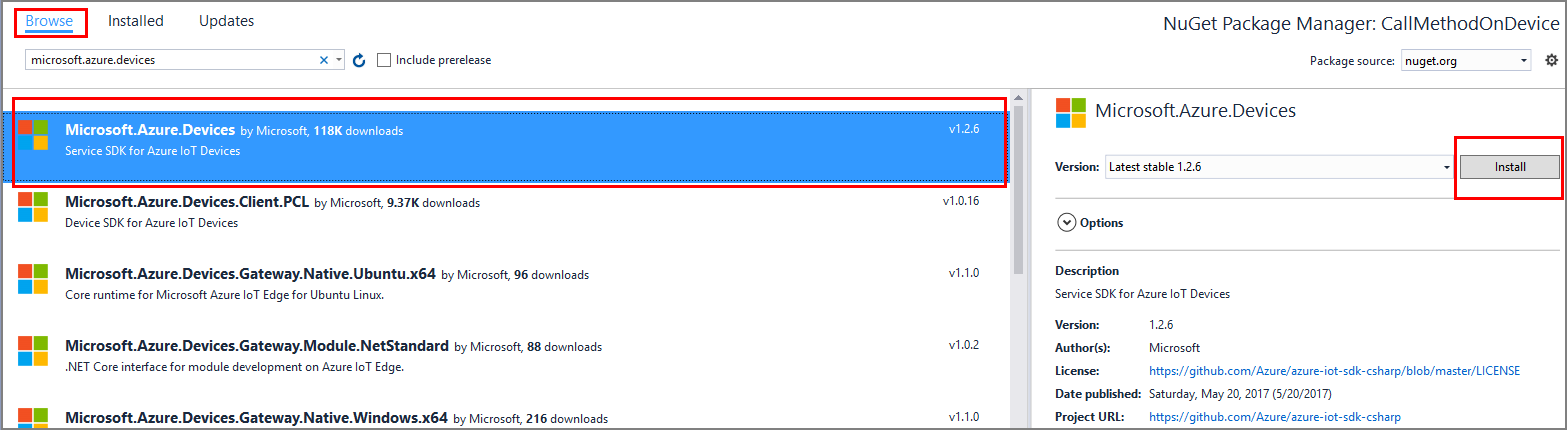 Browse Installed Updates NuGet Package Manager: CallMethodOnDevice
microsoft.azure.devices Include prerelease Package source: nuget.org
Microsoft.Azure.Devices by Microsoft, 118K downloads v1.2.6
Service SDK for Azure IoT Devices
Microsoft.Azure.Devices.Client.PCL by Microsoft, 9.37K downloads v1.0.16
Device SDK for Azure IoT Devices
Microsoft.Azure.Devices.Gateway.Native.Ubuntu.x64 by Microsoft, 96 downloads v1.1.0
Core runtime for Microsoft Azure IoT Edge for Ubuntu Linux.
Microsoft.Azure.Devices.Gateway.Module.NetStandard by Microsoft, 88 downloads v1.0.2
.NET Core interface for module development on Azure IoT Edge.
Microsoft.Azure.Devices.Gateway.Native.Windows.x64 by Microsoft, 216 downloads v1.1.0
Microsoft.Azure.Devices
Version: Latest stable 1.2.6 Install
Options
Description
Service SDK for Azure IoT Devices
Version: 1.2.6
Author(s): Microsoft
License: https://github.com/Azure/azure-iot-sdk-csharp/blob/master/LICENSE
Date published: Saturday, May 20, 2017 (5/20/2017)
Project URL: https://github.com/Azure/azure-iot-sdk-csharp